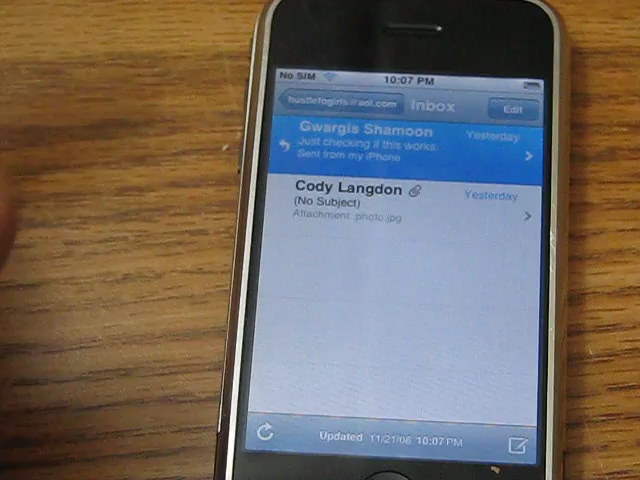 No SIM 10:07 PM
hustlefogirls@aol.com Inbox Edit
Gwargis Shamoon Yesterday
Just checking if this works.
Sent from my iPhone
Cody Langdon Yesterday
(No Subject)
Attachment: photo.jpg
Updated 11/21/08 10:07 PM